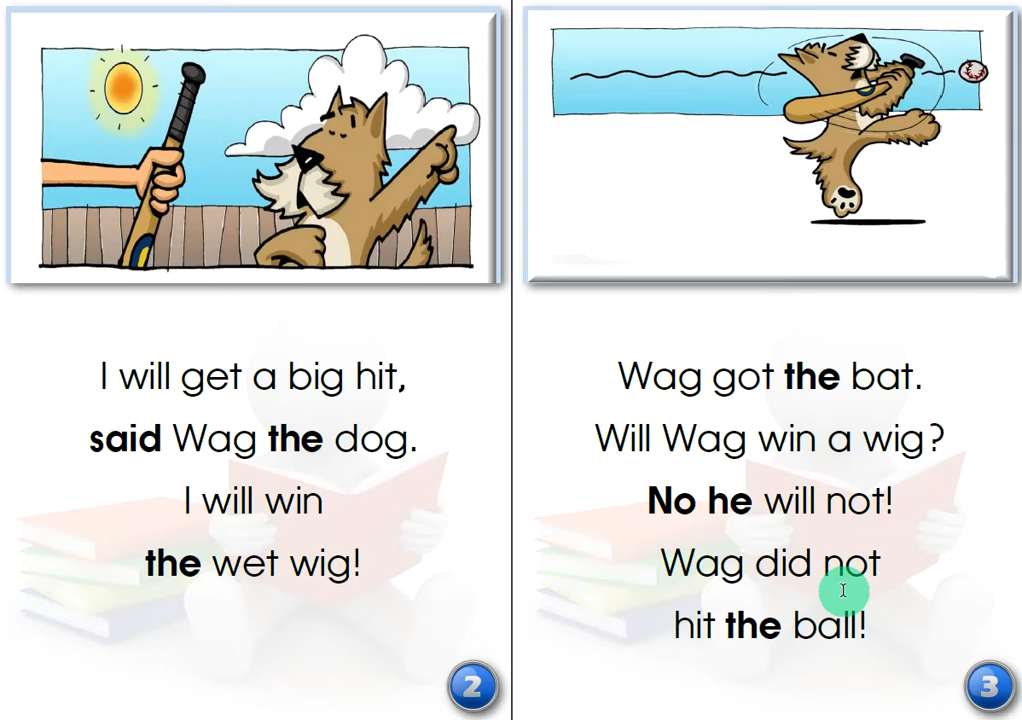 I will get a big hit,
said Wag the dog.
I will win
the wet wig!
2
Wag got the bat.
Will Wag win a wig?
No he will not!
Wag did not
hit the ball!
3